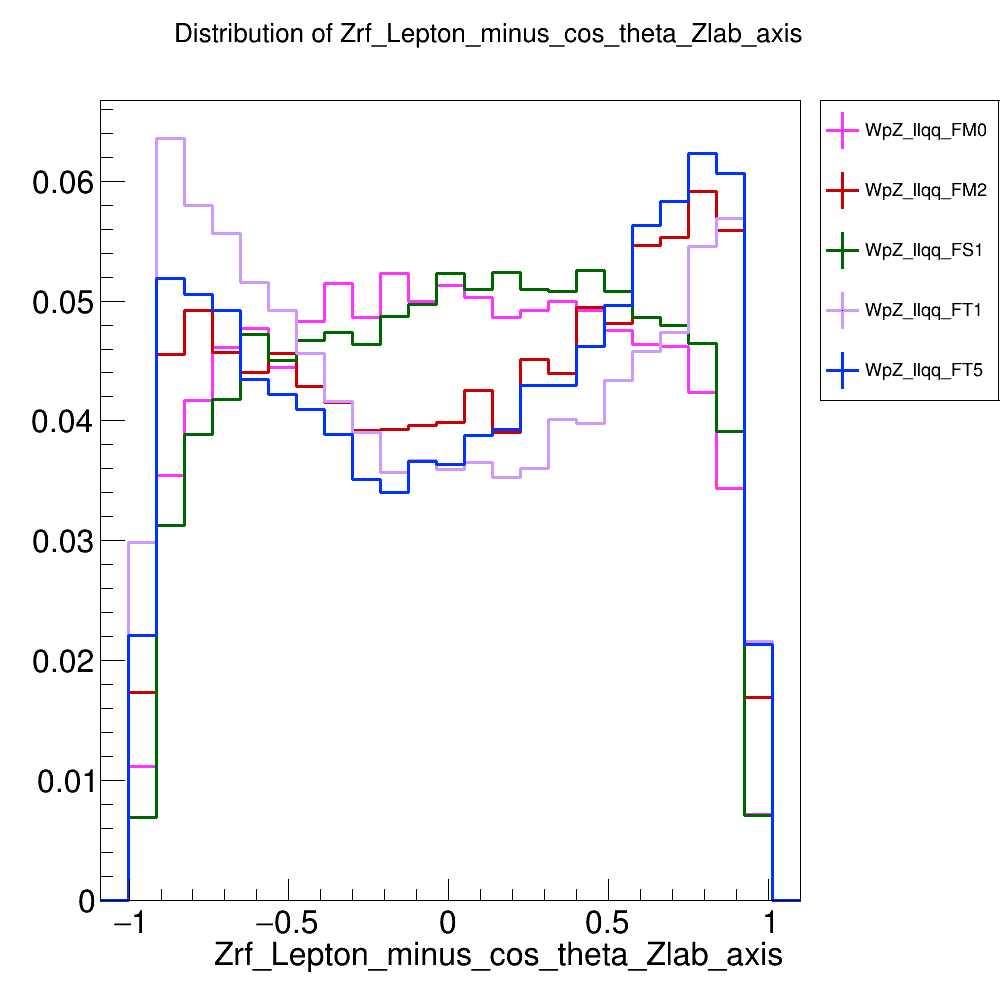 Distribution of Zrf_Lepton_minus_cos_theta_Zlab_axis
WpZ_llqq_FM0
WpZ_llqq_FM2
WpZ_llqq_FS1
WpZ_llqq_FT1
WpZ_llqq_FT5
0.06
0.05
0.04
0.03
0.02
0.01
0
−1 −0.5 0 0.5 1
Zrf_Lepton_minus_cos_theta_Zlab_axis